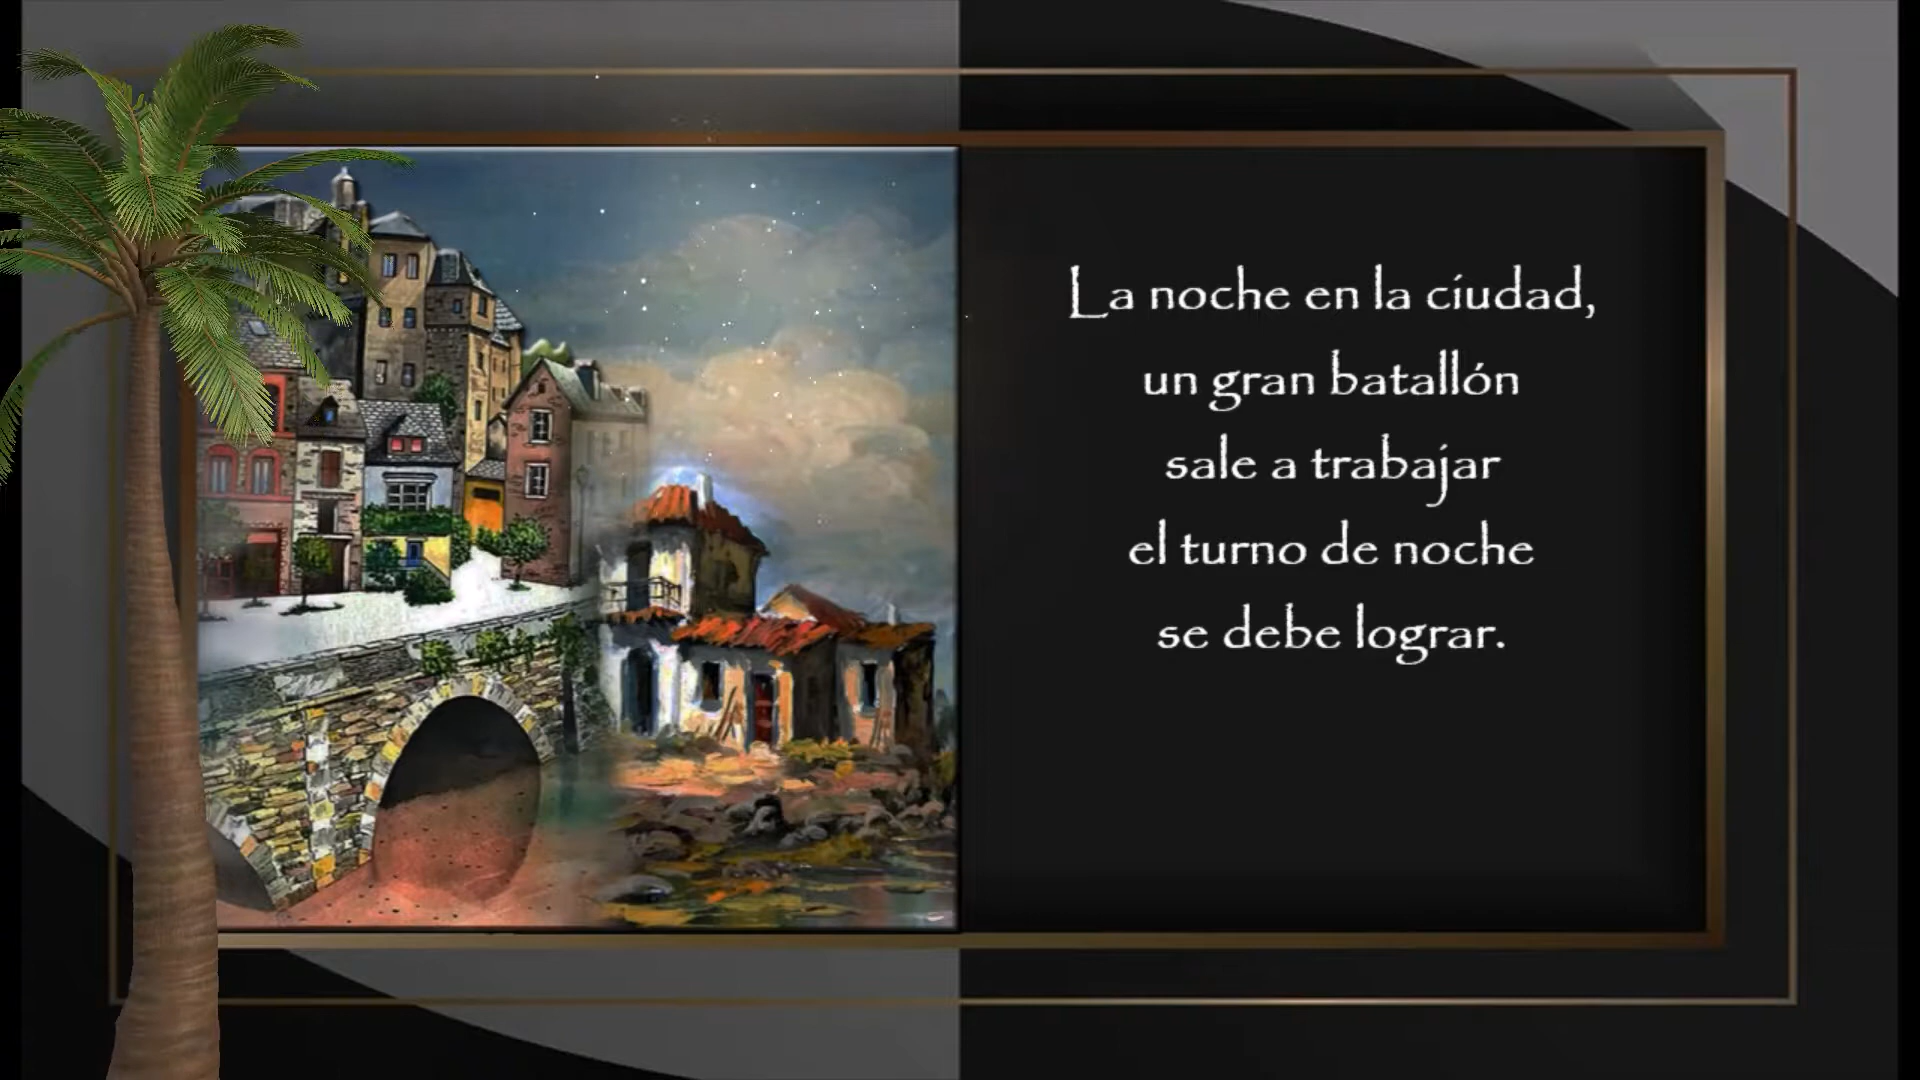 La noche en la ciudad,
un gran batallón
sale a trabajar
el turno de noche
se debe lograr.